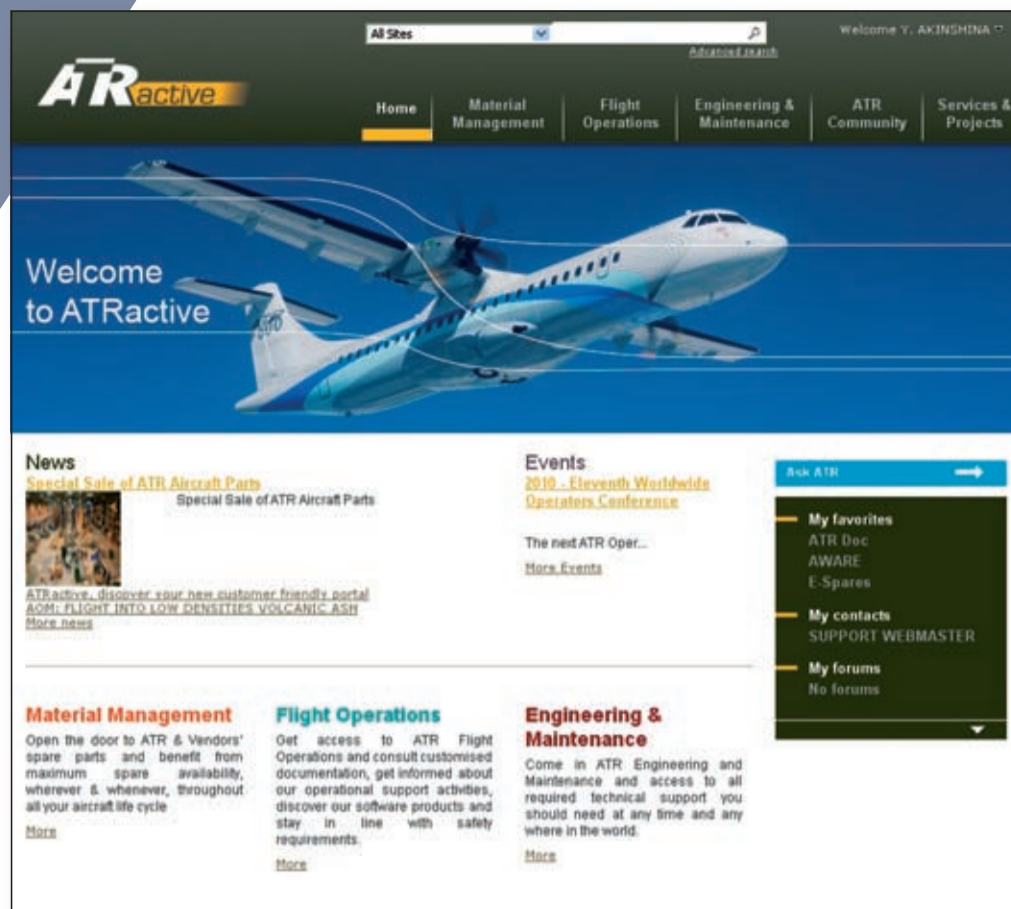 All Sites
Welcome Y. AKINSHINA
Advanced search
ATRactive
Home
Material
Management
Flight
Operations
Engineering &
Maintenance
ATR
Community
Services &
Projects
Welcome
to ATRactive
News
Special Sale of ATR Aircraft Parts
Special Sale of ATR Aircraft Parts
ATRactive, discover your new customer friendly portal
AOM: FLIGHT INTO LOW DENSITIES VOLCANIC ASH
More news
Events
2010 - Eleventh Worldwide
Operators Conference
The next ATR Oper...
More Events
Ask ATR
My favorites
ATR Doc
AWARE
E-Spares
My contacts
SUPPORT WEBMASTER
My forums
No forums
Material Management
Open the door to ATR & Vendors'
spare parts and benefit from
maximum spare availability,
wherever & whenever, throughout
all your aircraft life cycle
More
Flight Operations
Get access to ATR Flight
Operations and consult customised
documentation, get informed about
our operational support activities,
discover our software products and
stay in line with safety
requirements.
More
Engineering &
Maintenance
Come in ATR Engineering and
Maintenance and access to all
required technical support you
should need at any time and any
where in the world.
More